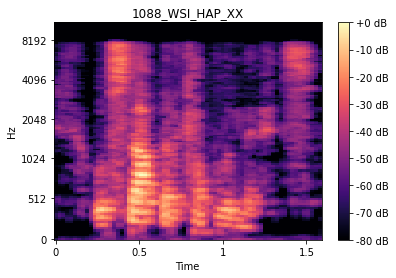 1088_WSI_HAP_XX
8192
4096
2048
1024
512
0
Hz
0
0.5
1
1.5
Time
+0 dB
-10 dB
-20 dB
-30 dB
-40 dB
-50 dB
-60 dB
-70 dB
-80 dB